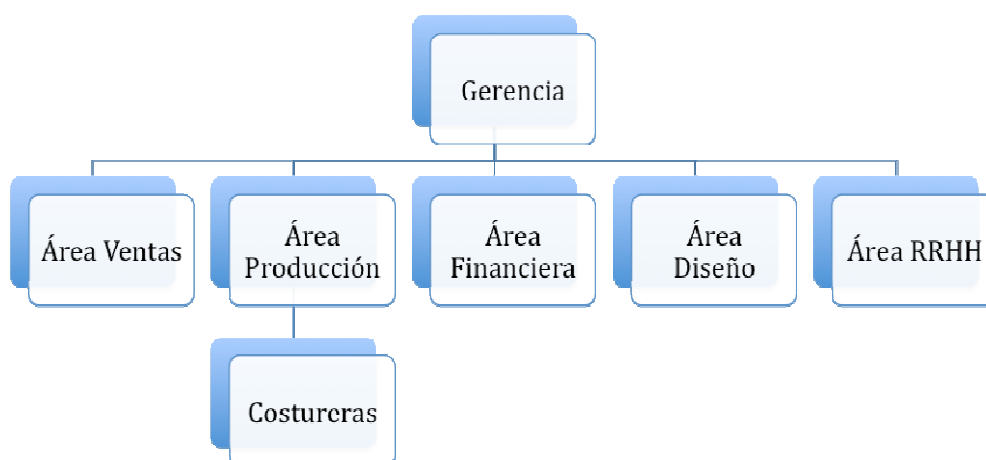 Gerencia
Área Ventas
Área
Producción
Área
Financiera
Área
Diseño
Área RRHH
Costureras